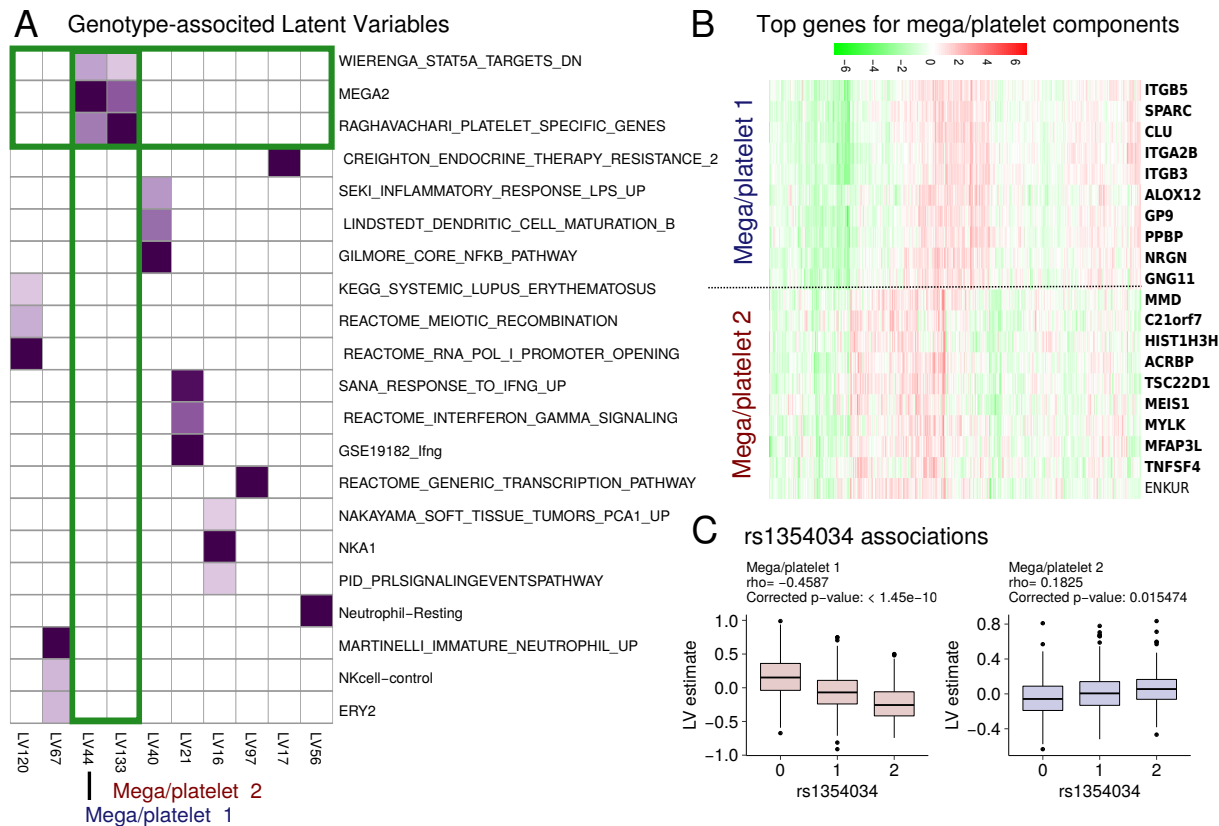 A Genotype-associted Latent Variables
WIERENGA_STAT5A_TARGETS_DN
MEGA2
RAGHAVACHARI_PLATELET_SPECIFIC_GENES
CREIGHTON_ENDOCRINE_THERAPY_RESISTANCE_2
SEKI_INFLAMMATORY_RESPONSE_LPS_UP
LINDSTEDT_DENDRITIC_CELL_MATURATION_B
GILMORE_CORE_NFKB_PATHWAY
KEGG_SYSTEMIC_LUPUS_ERYTHEMATOSUS
REACTOME_MEIOTIC_RECOMBINATION
REACTOME_RNA_POL_I_PROMOTER_OPENING
SANA_RESPONSE_TO_IFNG_UP
REACTOME_INTERFERON_GAMMA_SIGNALING
GSE19182_Ifng
REACTOME_GENERIC_TRANSCRIPTION_PATHWAY
NAKAYAMA_SOFT_TISSUE_TUMORS_PCA1_UP
NKA1
PID_PRLSIGNALINGEVENTSPATHWAY
Neutrophil-Resting
MARTINELLI_IMMATURE_NEUTROPHIL_UP
NKcell-control
ERY2
LV120 LV67 LV44 LV133 LV40 LV21 LV16 LV97 LV17 LV56
Mega/platelet 2
Mega/platelet 1
B Top genes for mega/platelet components
-6 -4 -2 0 2 4 6
Mega/platelet 1
ITGB5
SPARC
CLU
ITGA2B
ITGB3
ALOX12
GP9
PPBP
NRGN
GNG11
Mega/platelet 2
MMD
C21orf7
HIST1H3H
ACRBP
TSC22D1
MEIS1
MYLK
MFAP3L
TNFSF4
ENKUR
C rs1354034 associations
Mega/platelet 1
rho= −0.4587
Corrected p-value: < 1.45e-10
LV estimate
1.0
0.5
0.0
−0.5
−1.0
0 1 2
rs1354034
Mega/platelet 2
rho= 0.1825
Corrected p-value: 0.015474
LV estimate
0.8
0.4
0.0
−0.4
0 1 2
rs1354034